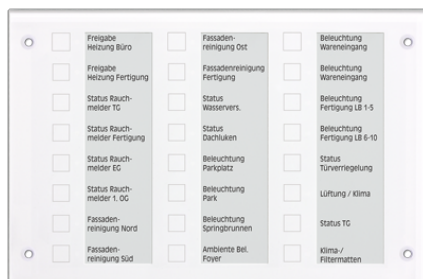 Freigabe
Heizung Büro
Freigabe
Heizung Fertigung
Status Rauch-
melder TG
Status Rauch-
melder Fertigung
Status Rauch-
melder EG
Status Rauch-
melder 1. OG
Fassaden-
reinigung Nord
Fassaden-
reinigung Süd
Fassaden-
reinigung Ost
Fassadenreinigung
Fertigung
Status
Wasservers.
Status
Dachluken
Beleuchtung
Parkplatz
Beleuchtung
Park
Beleuchtung
Springbrunnen
Ambiente Bel.
Foyer
Beleuchtung
Wareneingang
Beleuchtung
Wareneingang
Beleuchtung
Fertigung LB 1-5
Beleuchtung
Fertigung LB 6-10
Status
Türverriegelung
Lüftung / Klima
Status TG
Klima-/
Filtermatten